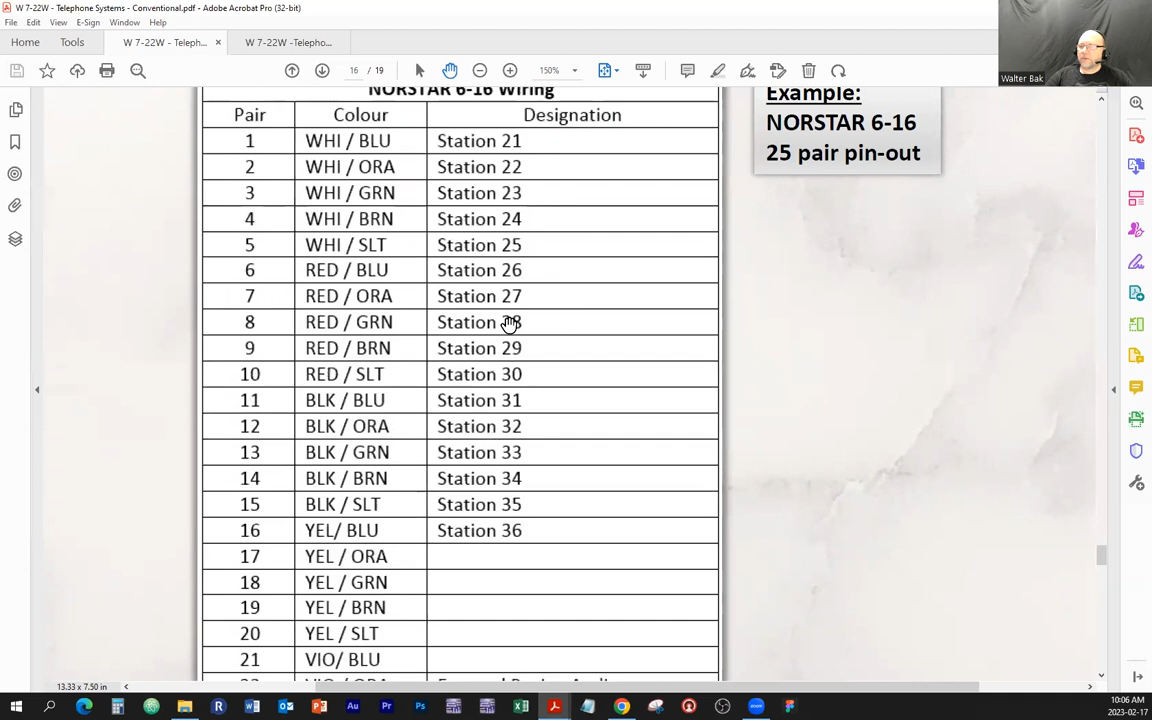 W 7-22W - Telephone Systems - Conventional.pdf - Adobe Acrobat Pro (32-bit)
File Edit View E-Sign Window Help
Home Tools W 7-22W - Teleph... × W 7-22W -Telepho...
16 / 19 150%
Walter Bak
NORSTAR 6-16 Wiring
Pair Colour Designation
1 WHI / BLU Station 21
2 WHI / ORA Station 22
3 WHI / GRN Station 23
4 WHI / BRN Station 24
5 WHI / SLT Station 25
6 RED / BLU Station 26
7 RED / ORA Station 27
8 RED / GRN Station 28
9 RED / BRN Station 29
10 RED / SLT Station 30
11 BLK / BLU Station 31
12 BLK / ORA Station 32
13 BLK / GRN Station 33
14 BLK / BRN Station 34
15 BLK / SLT Station 35
16 YEL/ BLU Station 36
17 YEL / ORA
18 YEL / GRN
19 YEL / BRN
20 YEL / SLT
21 VIO/ BLU
Example:
NORSTAR 6-16
25 pair pin-out
13.33 x 7.50 in
10:06 AM
2023-02-17